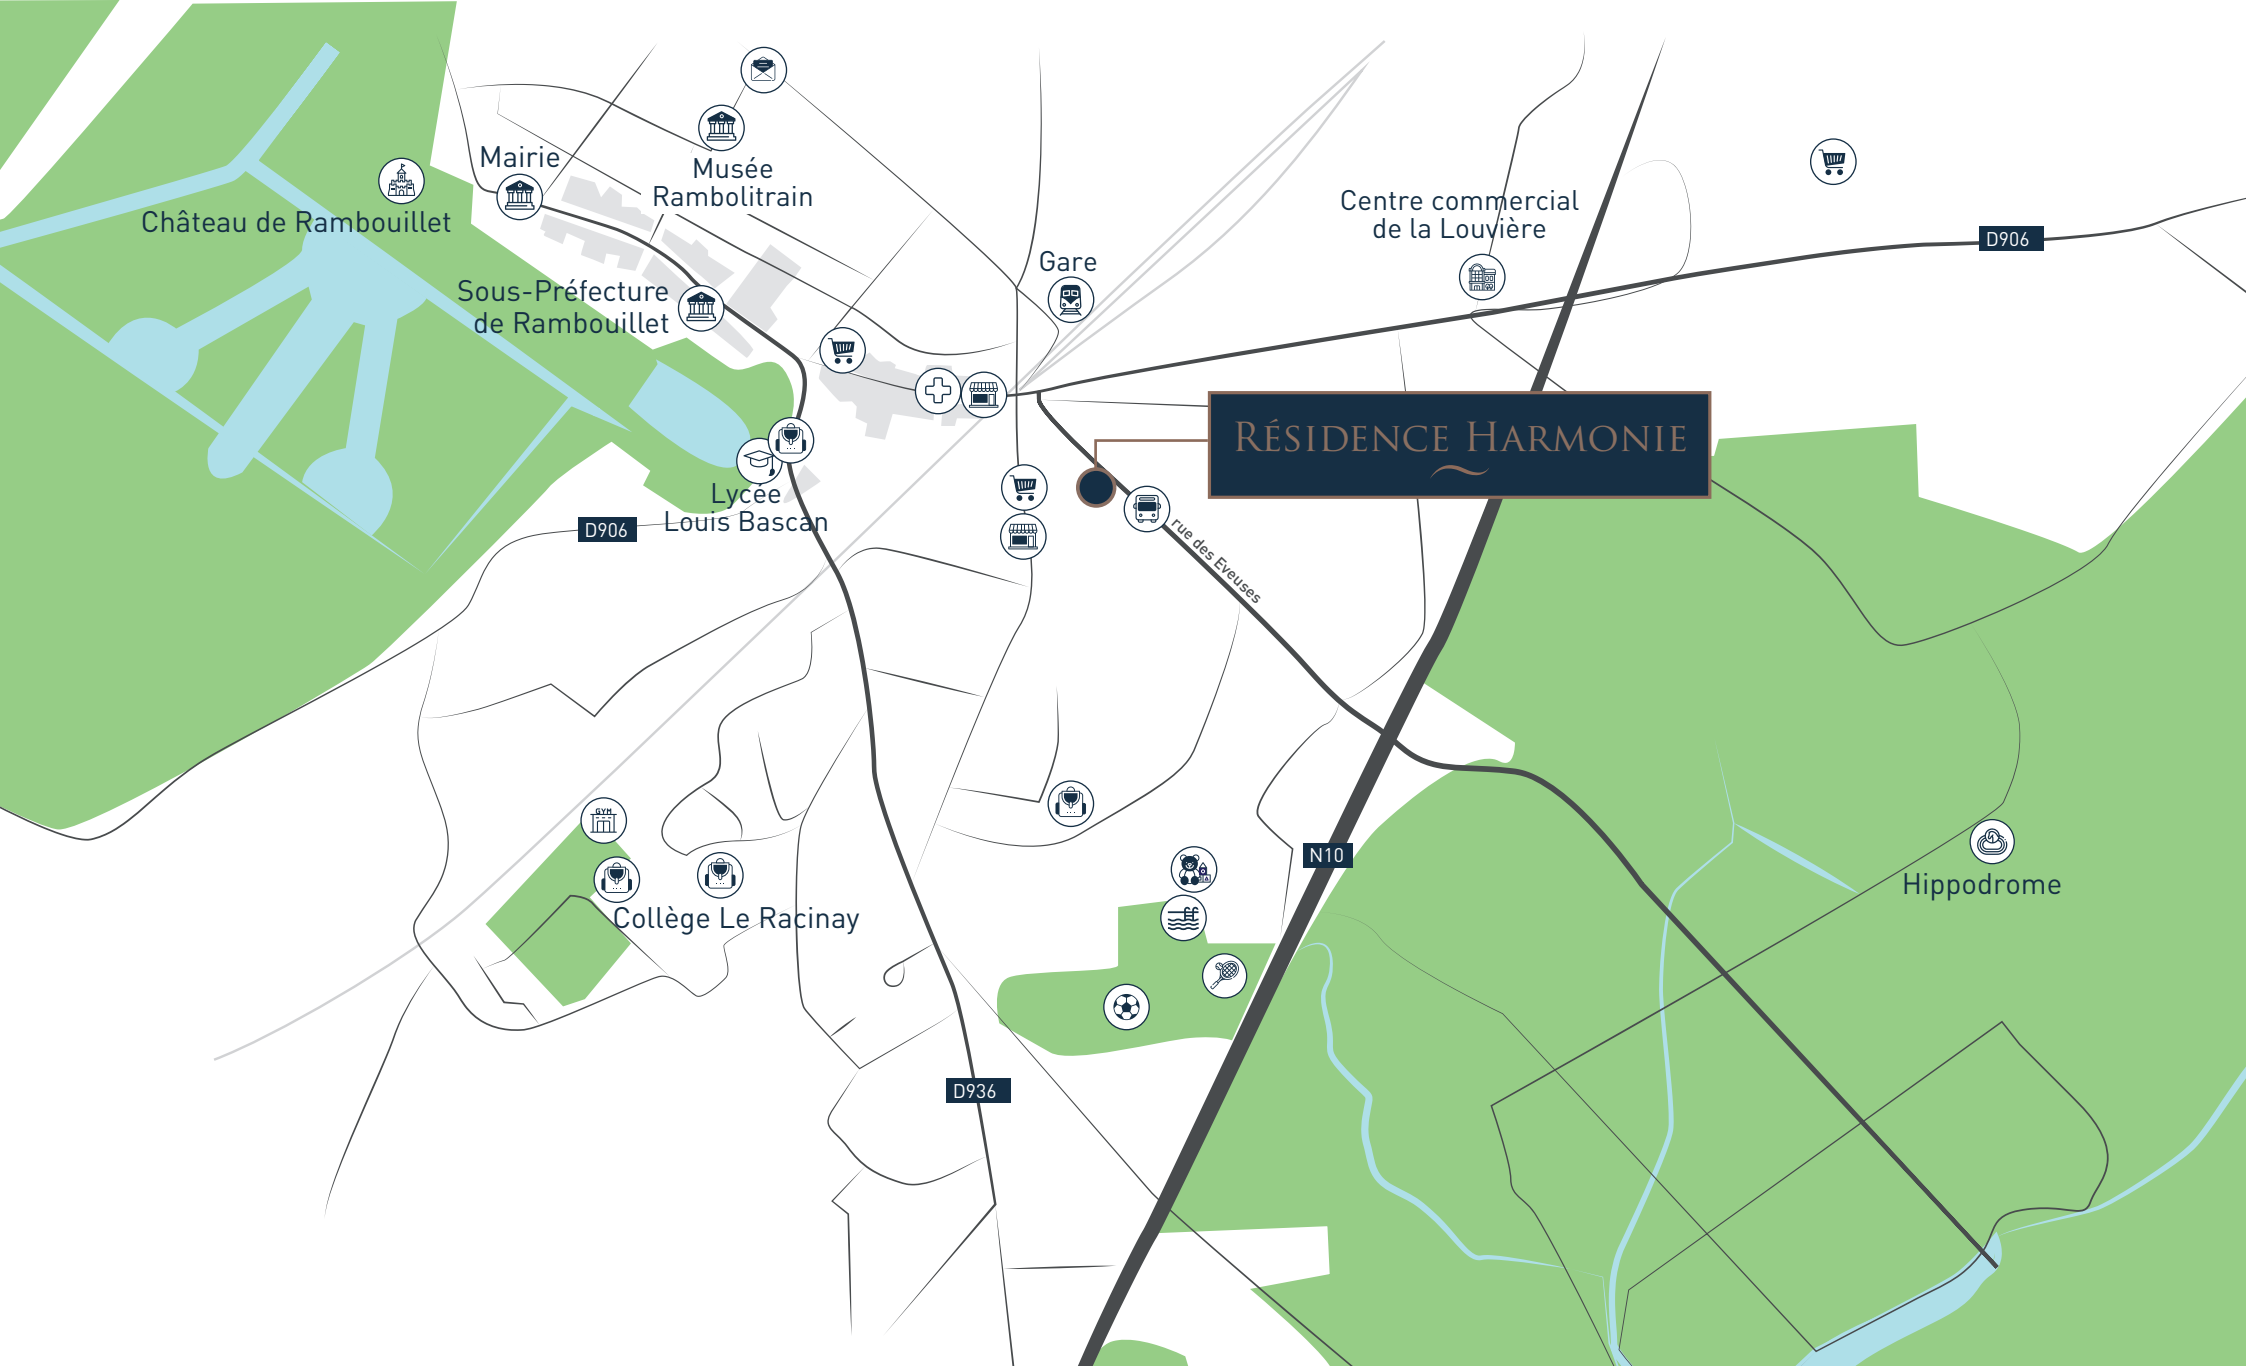 Mairie
Musée
Rambolitrain
Château de Rambouillet
Centre commercial
de la Louvière
D906
Gare
Sous-Préfecture
de Rambouillet
RÉSIDENCE HARMONIE
Lycée
Louis Bascan
D906
rue des Eveuses
GYM
N10
Hippodrome
Collège Le Racinay
D936